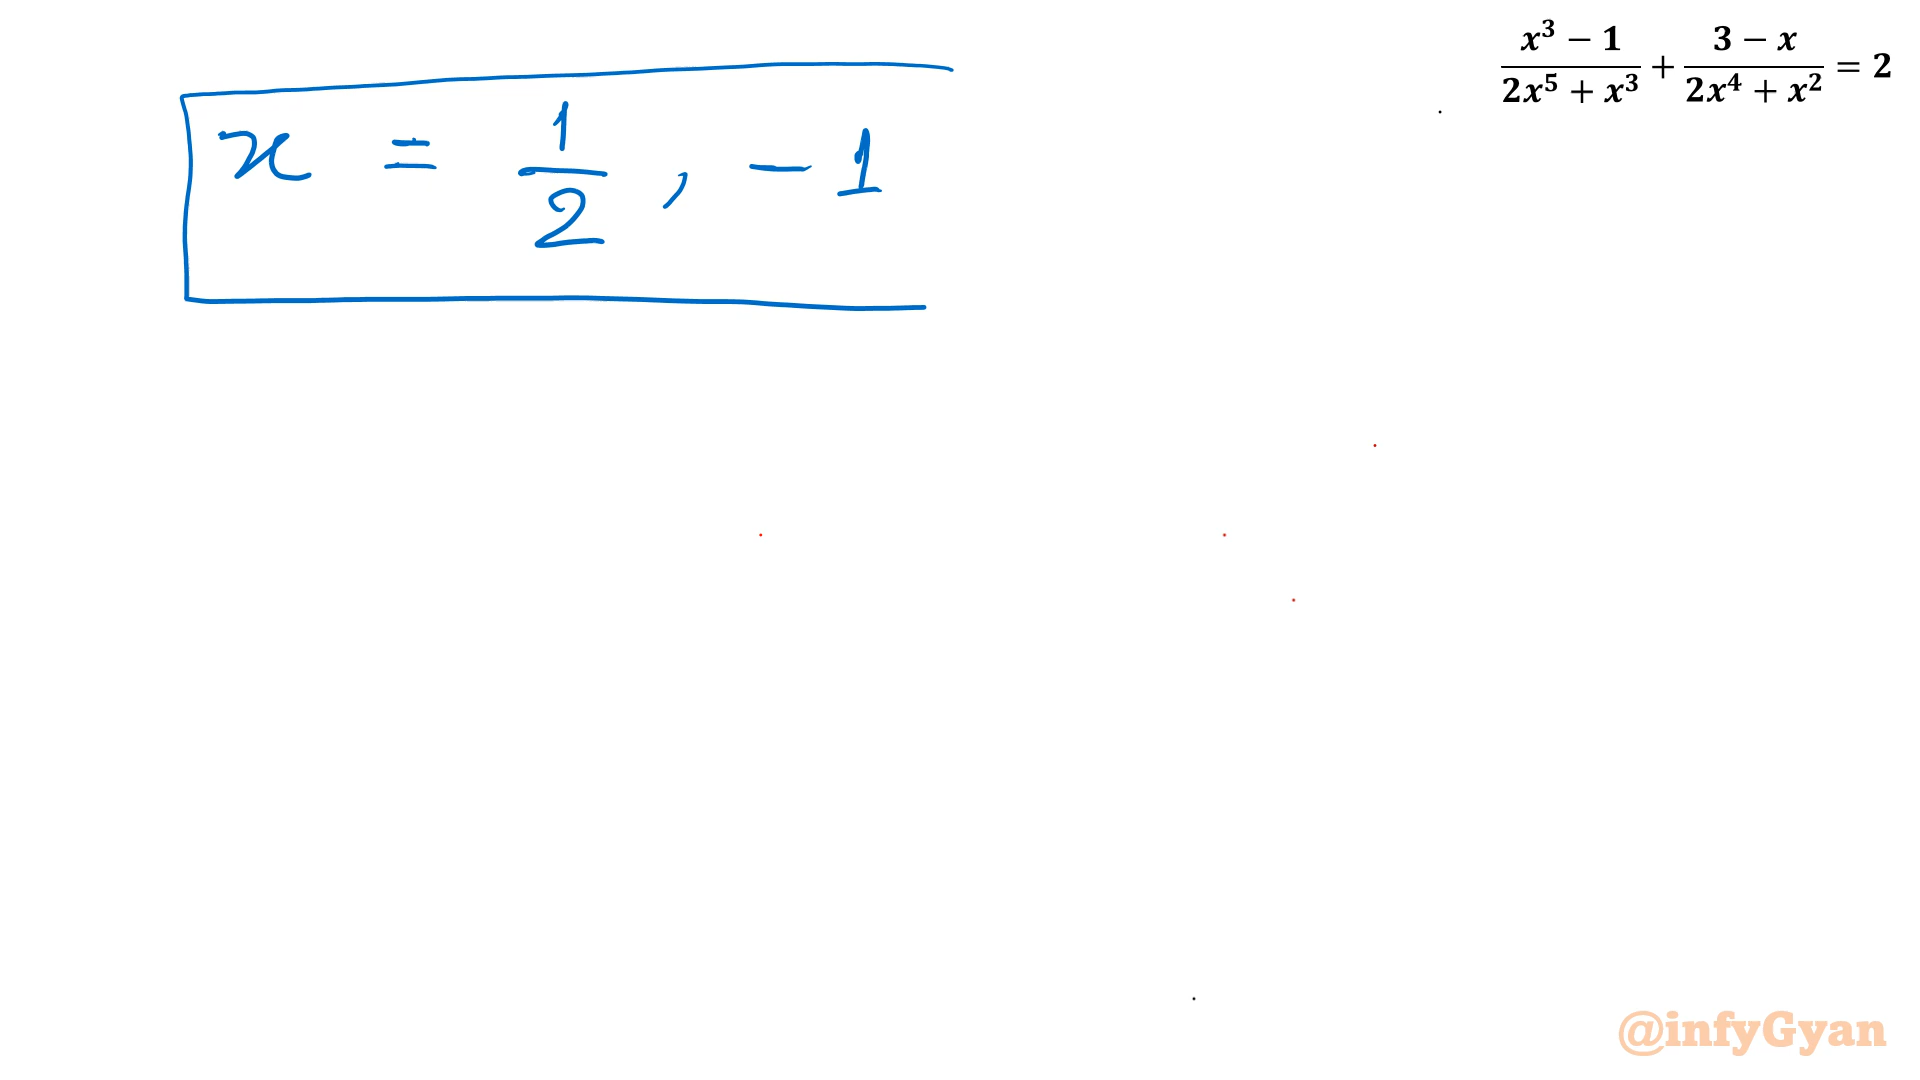 x = 1/2 , - 1
(x³ − 1)/(2x⁵ + x³) + (3 − x)/(2x⁴ + x²) = 2
@infyGyan